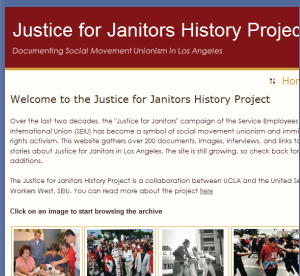 Justice for Janitors History Projec
Documenting Social Movement Unionism in Los Angeles
Hom
Welcome to the Justice for Janitors History Project
Over the last two decades, the "Justice for Janitors" campaign of the Service Employees
International Union (SEIU) has become a symbol of social movement unionism and immi
rights activism. This website gathers over 200 documents, images, interviews, and links to
stories about Justice for Janitors in Los Angeles. The site is still growing, so check back for
additions.
The Justice for Janitors History Project is a collaboration between UCLA and the United Se
Workers West, SEIU. You can read more about the project here
Click on an image to start browsing the archive